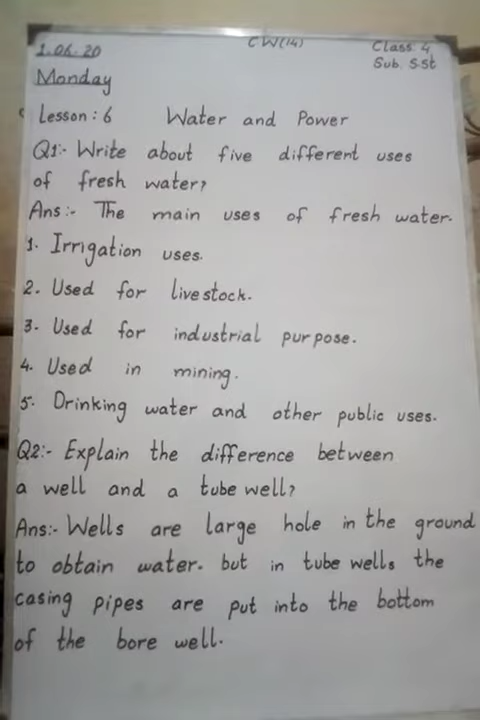 1.06.20 CW(14) Class 4
Sub. S.St
Monday
Lesson : 6 Water and Power
Q1:- Write about five different uses
of fresh water?
Ans :- The main uses of fresh water.
1. Irrigation uses.
2. Used for livestock.
3. Used for industrial purpose.
4. Used in mining.
5. Drinking water and other public uses.
Q2:- Explain the difference between
a well and a tube well?
Ans:- Wells are large hole in the ground
to obtain water. but in tube wells the
casing pipes are put into the bottom
of the bore well.